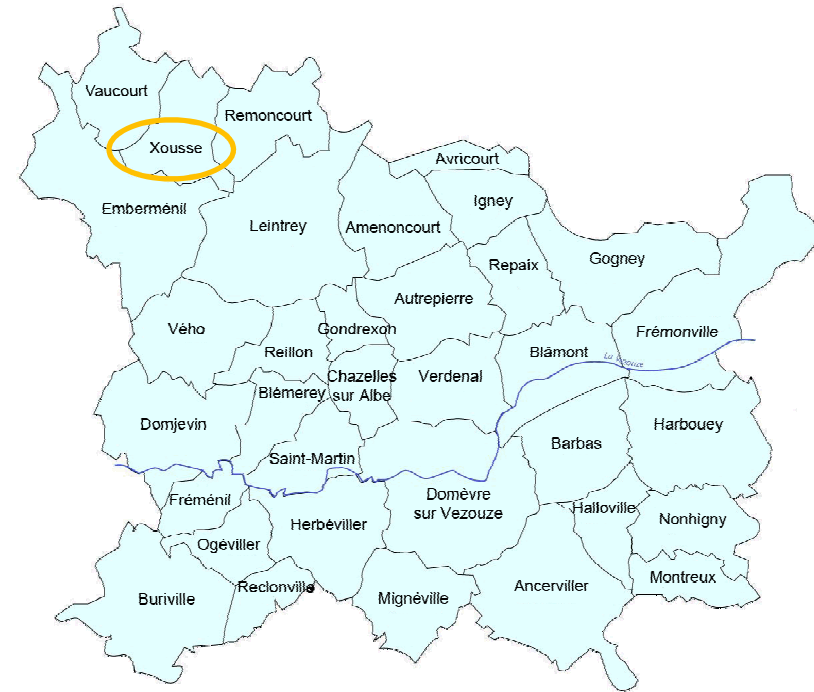 Vaucourt
Remoncourt
Xousse
Avricourt
Igney
Emberménil
Leintrey
Amenoncourt
Repaix
Gogney
Autrepierre
Vého
Gondrexon
Frémonville
Reillon
Blâmont
La Vezouze
Chazelles
sur Albe
Verdenal
Blémerey
Domjevin
Harbouey
Barbas
Saint-Martin
Domèvre
sur Vezouze
Fréménil
Halloville
Herbéviller
Nonhigny
Ogéviller
Montreux
Reclonville
Ancerviller
Buriville
Mignéville